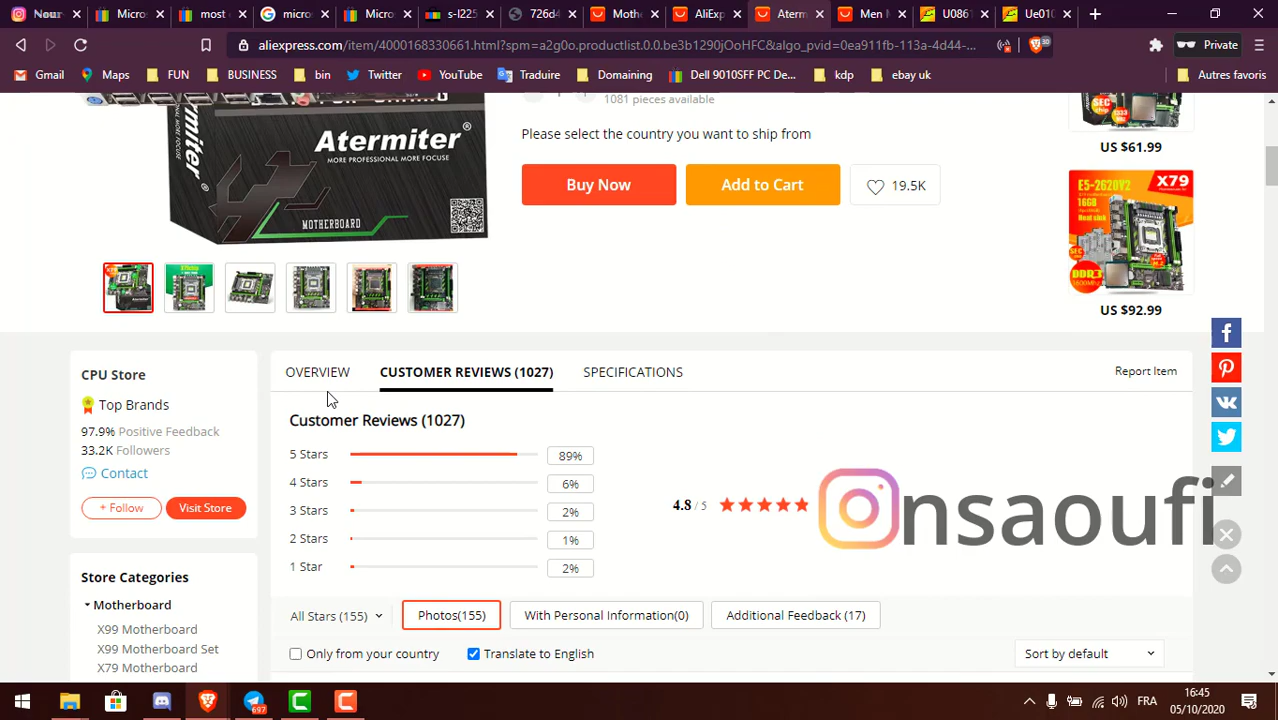 Micros
most s
micro
Micro
s-l225
726d4
Mothe
AliExp
Aterm
Men M
U086
Ue010
aliexpress.com/item/4000168330661.html?spm=a2g0o.productlist.0.0.be3b1290jOoHFC&algo_pvid=0ea911fb-113a-4d44-...
30
Private
Gmail
Maps
FUN
BUSINESS
bin
Twitter
YouTube
Traduire
Domaining
Dell 9010SFF PC De...
kdp
ebay uk
Autres favoris
1081 pieces available
Please select the country you want to ship from
Buy Now
Add to Cart
19.5K
Atermiter®
MORE PROFESSIONAL MORE FOCUS
MOTHERBOARD
US $61.99
E5-2620V2
X79
16GB
DDR3
US $92.99
CPU Store
Top Brands
97.9% Positive Feedback
33.2K Followers
Contact
+ Follow
Visit Store
Store Categories
Motherboard
X99 Motherboard
X99 Motherboard Set
X79 Motherboard
OVERVIEW
CUSTOMER REVIEWS (1027)
SPECIFICATIONS
Report Item
Customer Reviews (1027)
5 Stars 89%
4 Stars 6%
3 Stars 2%
2 Stars 1%
1 Star 2%
4.8 / 5
nsaoufi
All Stars (155)
Photos(155)
With Personal Information(0)
Additional Feedback (17)
Only from your country
Translate to English
Sort by default
697
FRA
16:45
05/10/2020